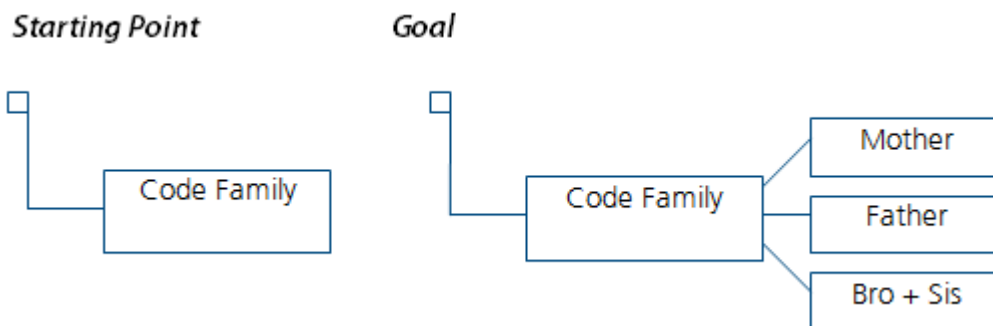 Starting Point
Goal
Code Family
Code Family
Mother
Father
Bro + Sis